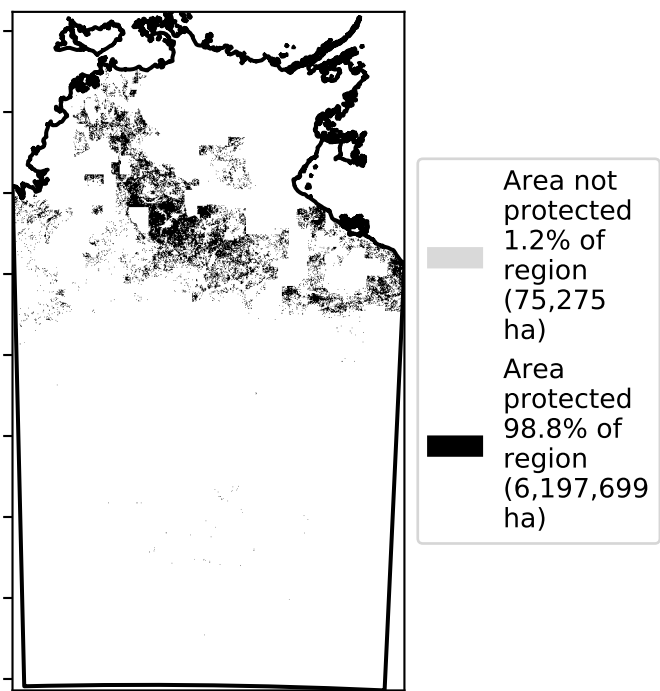 Area not
protected
1.2% of
region
(75,275
ha)
Area
protected
98.8% of
region
(6,197,699
ha)